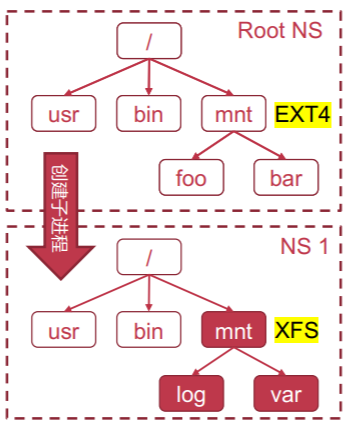 Root NS
/
usr
bin
mnt
EXT4
foo
bar
创建子进程
NS 1
/
usr
bin
mnt
XFS
log
var